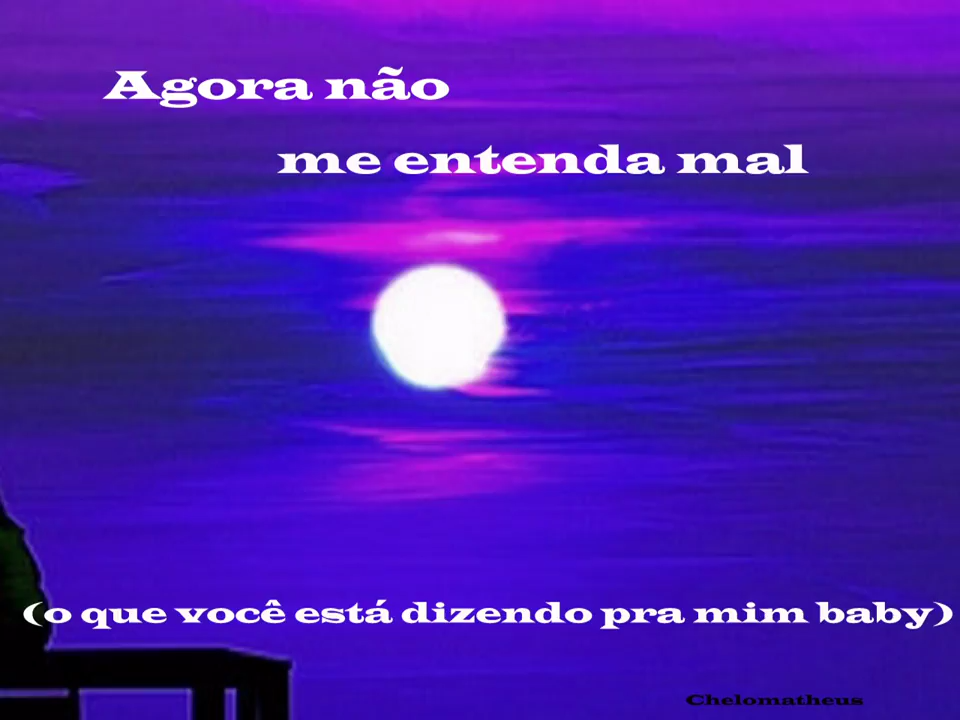 Agora não
me entenda mal
(o que você está dizendo pra mim baby)
Chelomatheus